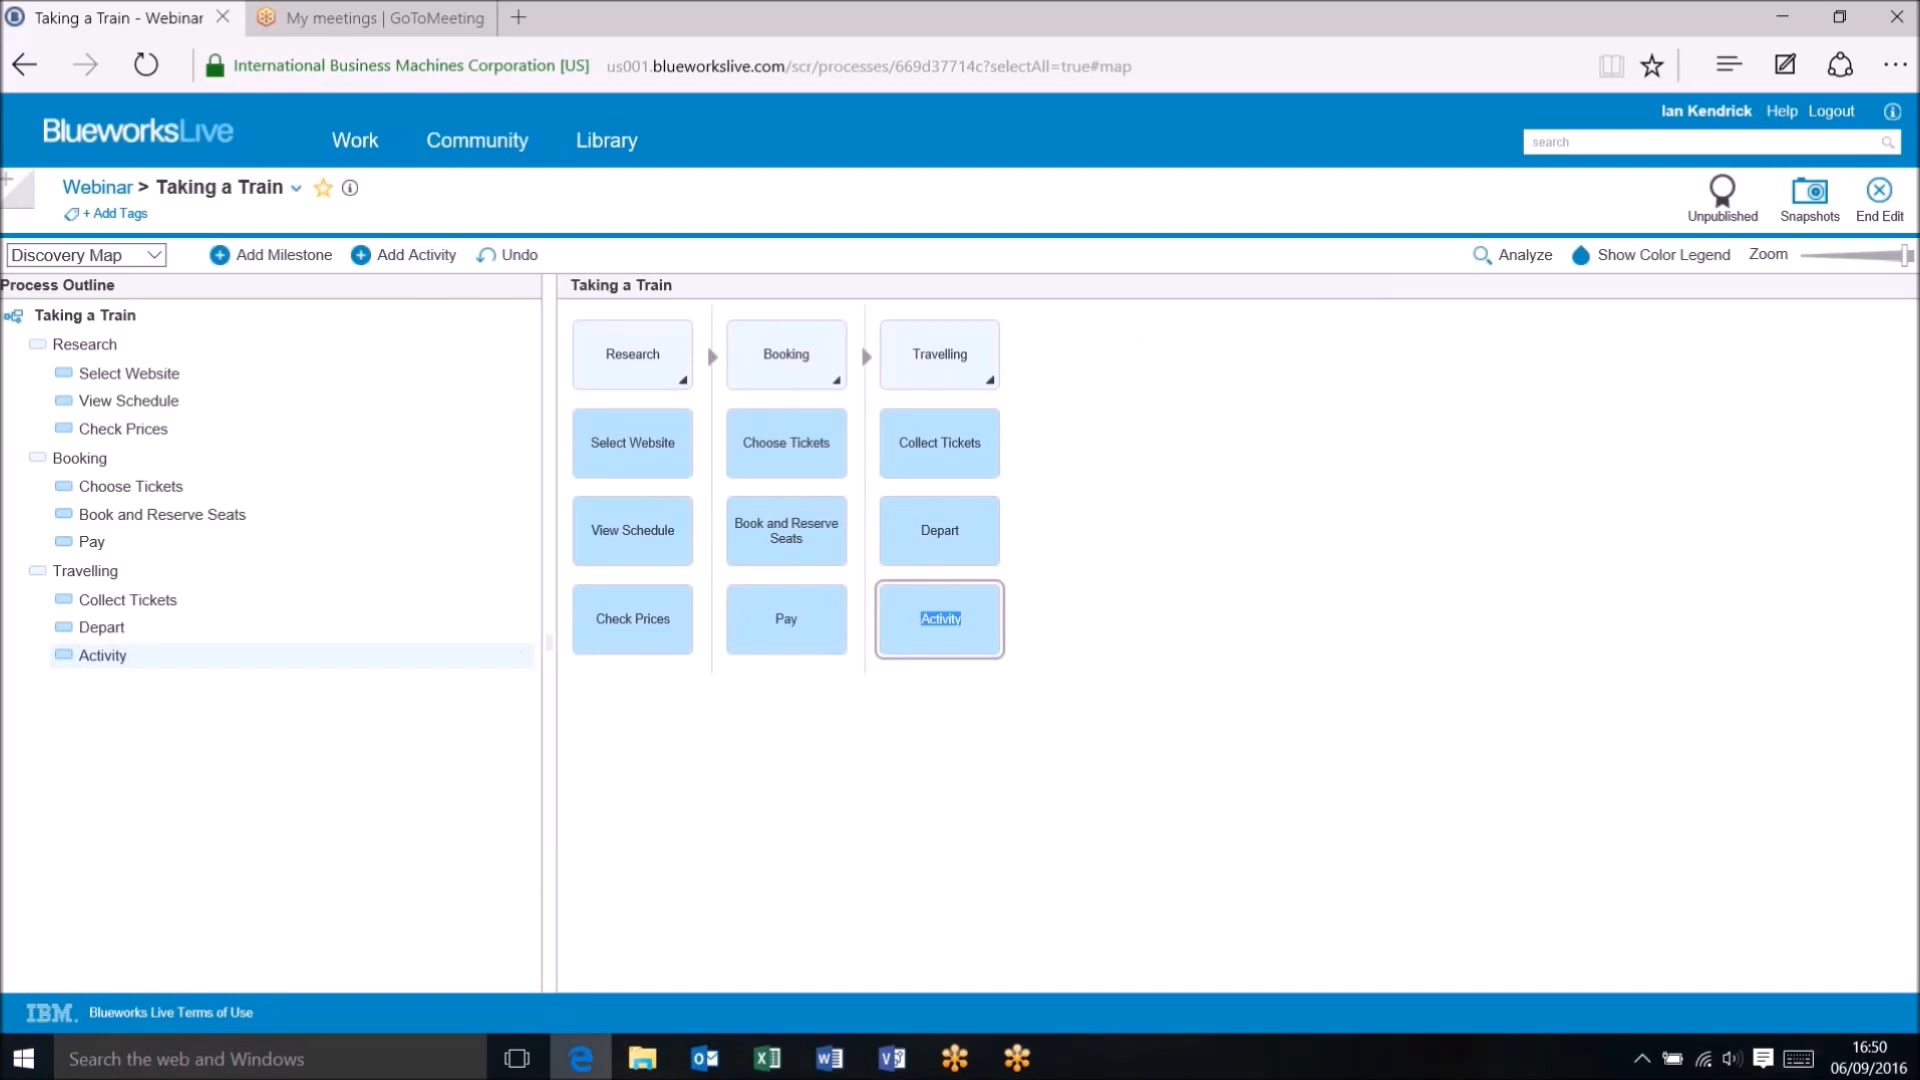 Taking a Train - Webinar
My meetings | GoToMeeting
International Business Machines Corporation [US] us001.blueworkslive.com/scr/processes/669d37714c?selectAll=true#map
Ian Kendrick Help Logout
BlueworksLive Work Community Library
search
Webinar > Taking a Train
+ Add Tags
Unpublished Snapshots End Edit
Discovery Map Add Milestone Add Activity Undo Analyze Show Color Legend Zoom
Process Outline
Taking a Train
Research
Select Website
View Schedule
Check Prices
Booking
Choose Tickets
Book and Reserve Seats
Pay
Travelling
Collect Tickets
Depart
Activity
Taking a Train
Research Booking Travelling
Select Website Choose Tickets Collect Tickets
View Schedule
Book and Reserve
Seats
Depart
Check Prices Pay Activity
IBM. Blueworks Live Terms of Use
Search the web and Windows
16:50
06/09/2016